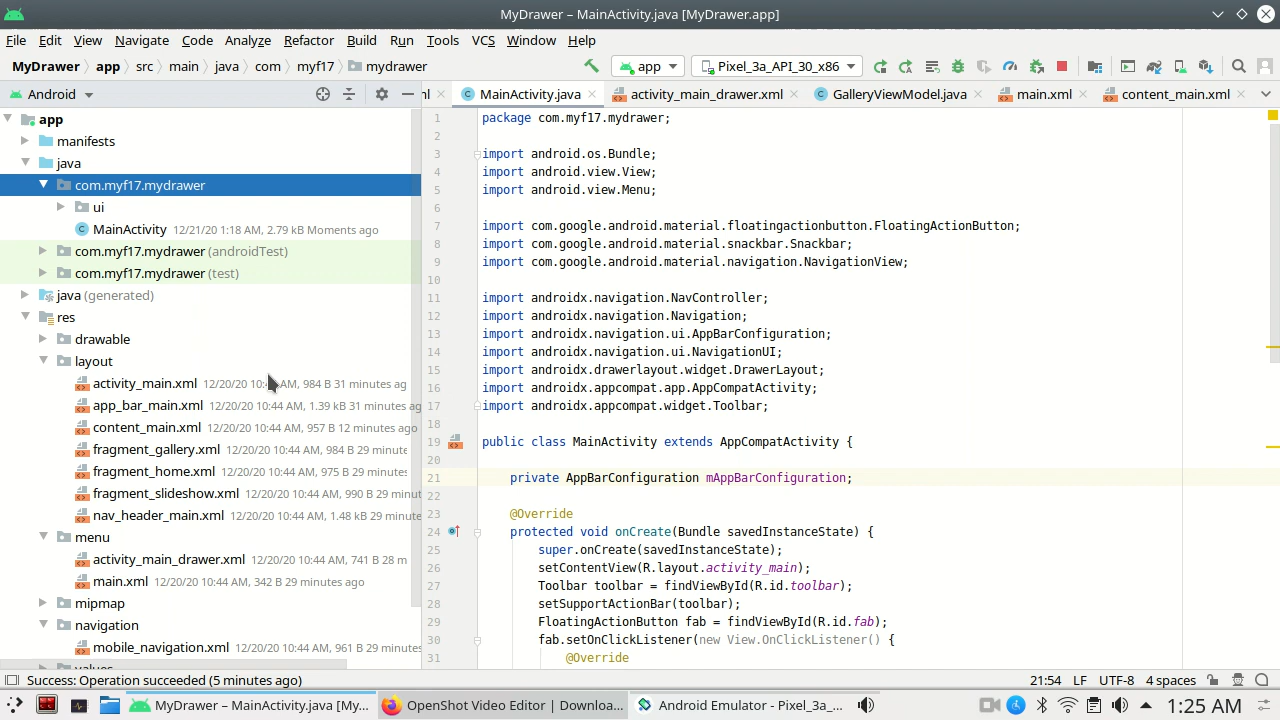 MyDrawer – MainActivity.java [MyDrawer.app]
File Edit View Navigate Code Analyze Refactor Build Run Tools VCS Window Help
MyDrawer app src main java com myf17 mydrawer app Pixel_3a_API_30_x86
Android
nl MainActivity.java activity_main_drawer.xml GalleryViewModel.java main.xml content_main.xml
app
manifests
java
com.myf17.mydrawer
ui
MainActivity 12/21/20 1:18 AM, 2.79 kB Moments ago
com.myf17.mydrawer (androidTest)
com.myf17.mydrawer (test)
java (generated)
res
drawable
layout
activity_main.xml 12/20/20 10:4 AM, 984 B 31 minutes ag
app_bar_main.xml 12/20/20 10:44 AM, 1.39 kB 31 minutes ag
content_main.xml 12/20/20 10:44 AM, 957 B 12 minutes ago
fragment_gallery.xml 12/20/20 10:44 AM, 984 B 29 minute
fragment_home.xml 12/20/20 10:44 AM, 975 B 29 minutes
fragment_slideshow.xml 12/20/20 10:44 AM, 990 B 29 minut
nav_header_main.xml 12/20/20 10:44 AM, 1.48 kB 29 minute
menu
activity_main_drawer.xml 12/20/20 10:44 AM, 741 B 28 m
main.xml 12/20/20 10:44 AM, 342 B 29 minutes ago
mipmap
navigation
mobile_navigation.xml 12/20/20 10:44 AM, 961 B 29 minutes
values
1 package com.myf17.mydrawer;
2
3 import android.os.Bundle;
4 import android.view.View;
5 import android.view.Menu;
6
7 import com.google.android.material.floatingactionbutton.FloatingActionButton;
8 import com.google.android.material.snackbar.Snackbar;
9 import com.google.android.material.navigation.NavigationView;
10
11 import androidx.navigation.NavController;
12 import androidx.navigation.Navigation;
13 import androidx.navigation.ui.AppBarConfiguration;
14 import androidx.navigation.ui.NavigationUI;
15 import androidx.drawerlayout.widget.DrawerLayout;
16 import androidx.appcompat.app.AppCompatActivity;
17 import androidx.appcompat.widget.Toolbar;
18
19 public class MainActivity extends AppCompatActivity {
20
21 private AppBarConfiguration mAppBarConfiguration;
22
23 @Override
24 protected void onCreate(Bundle savedInstanceState) {
25 super.onCreate(savedInstanceState);
26 setContentView(R.layout.activity_main);
27 Toolbar toolbar = findViewById(R.id.toolbar);
28 setSupportActionBar(toolbar);
29 FloatingActionButton fab = findViewById(R.id.fab);
30 fab.setOnClickListener(new View.OnClickListener() {
31 @Override
Success: Operation succeeded (5 minutes ago) 21:54 LF UTF-8 4 spaces
MyDrawer – MainActivity.java [My... OpenShot Video Editor | Downloa... Android Emulator - Pixel_3a_... 1:25 AM